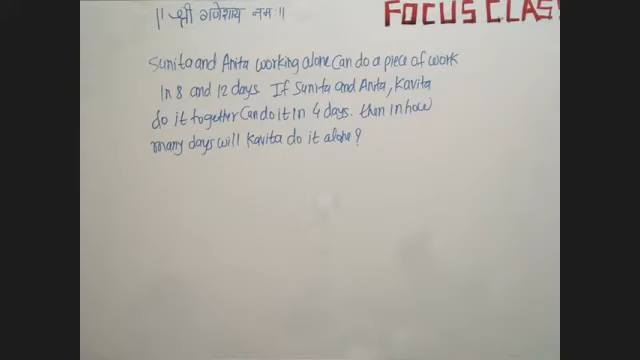 || श्री गणेशाय नमः ||
FOCUS CLAS
Sunita and Anita working alone Can do a piece of work
In 8 and 12 days. If Sunita and Anita, Kavita
do it together Can do it in 4 days. then in how
many days will Kavita do it alone?